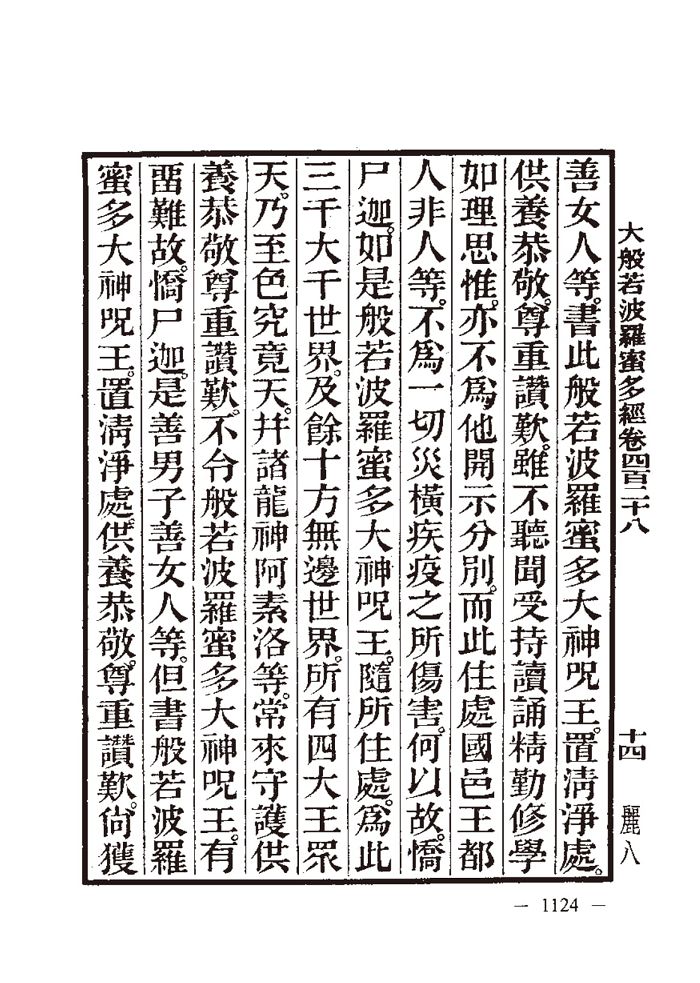 大般若波羅蜜多經卷四百二十八 十四 麗八
善女人等。書此般若波羅蜜多大神呪王。置清淨處。
供養恭敬。尊重讚歎。雖不聽聞受持讀誦精勤修學
如理思惟。亦不爲他開示分別。而此住處國邑王都
人非人等。不爲一切災橫疾疫之所傷害。何以故。憍
尸迦。如是般若波羅蜜多大神呪王。隨所住處。爲此
三千大千世界。及餘十方無邊世界。所有四大王眾
天。乃至色究竟天。幷諸龍神阿素洛等。常來守護供
養恭敬尊重讚歎。不令般若波羅蜜多大神呪王。有
留難故。憍尸迦。是善男子善女人等。但書般若波羅
蜜多大神呪王。置清淨處。供養恭敬。尊重讚歎。尙獲
— 1124 —